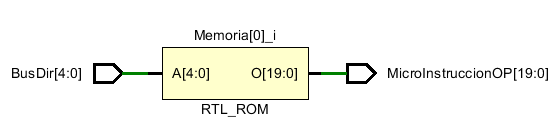 Memoria[0]_i
BusDir[4:0] A[4:0] O[19:0] MicroInstruccionOP[19:0]
RTL_ROM